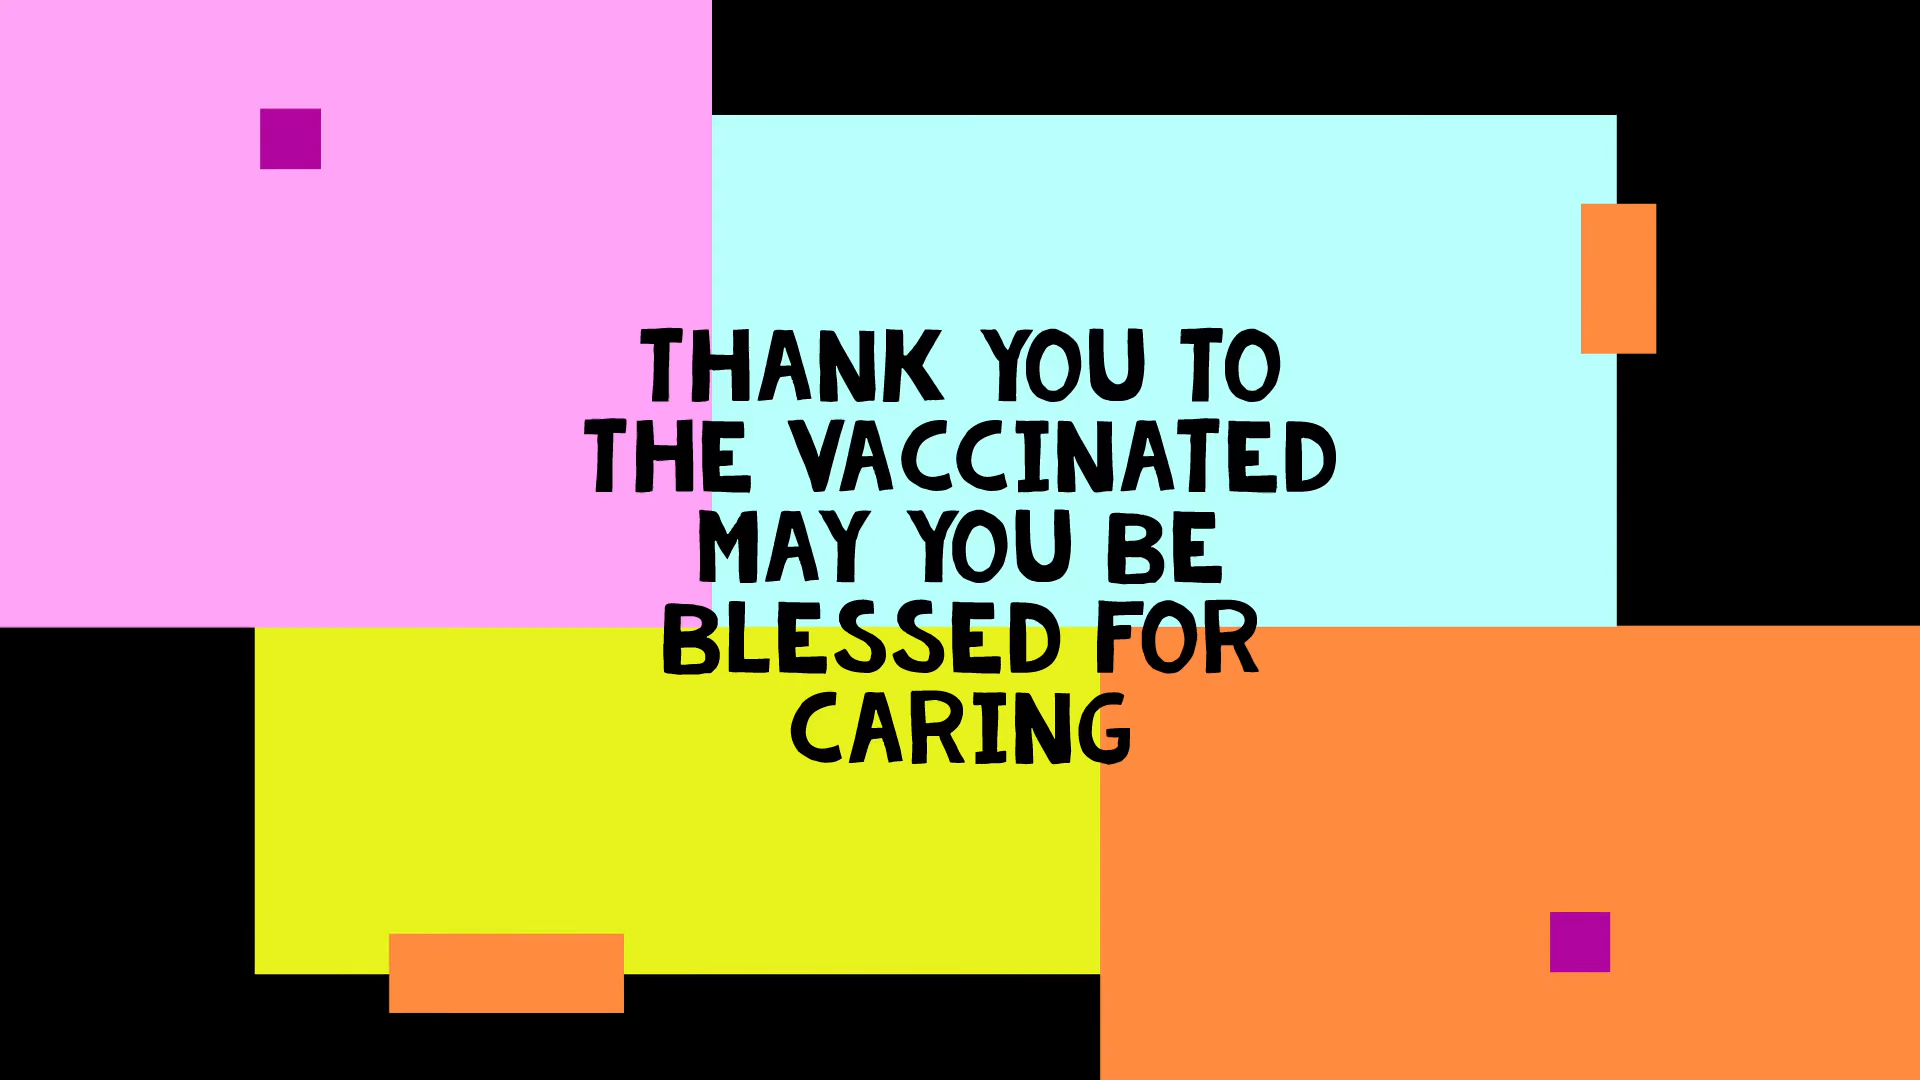 THANK YOU TO
THE VACCINATED
MAY YOU BE
BLESSED FOR
CARING